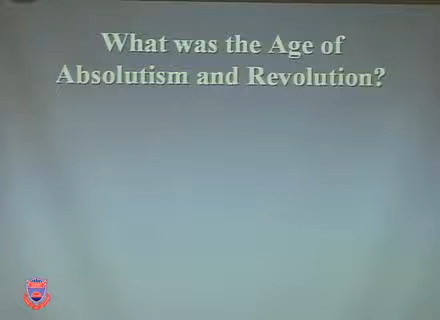 What was the Age of
Absolutism and Revolution?